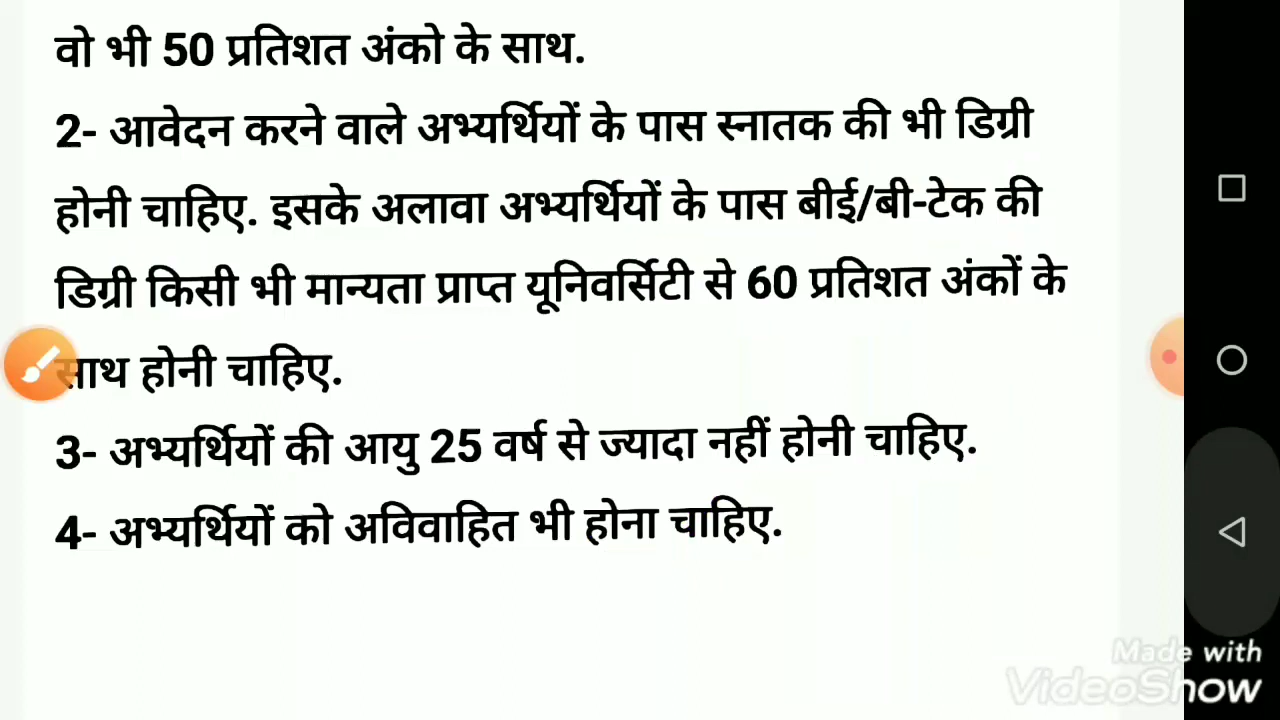 वो भी 50 प्रतिशत अंको के साथ.
2- आवेदन करने वाले अभ्यर्थियों के पास स्नातक की भी डिग्री
होनी चाहिए. इसके अलावा अभ्यर्थियों के पास बीई/बी-टेक की
डिग्री किसी भी मान्यता प्राप्त यूनिवर्सिटी से 60 प्रतिशत अंकों के
साथ होनी चाहिए.
3- अभ्यर्थियों की आयु 25 वर्ष से ज्यादा नहीं होनी चाहिए.
4- अभ्यर्थियों को अविवाहित भी होना चाहिए.
Made with
VideoShow